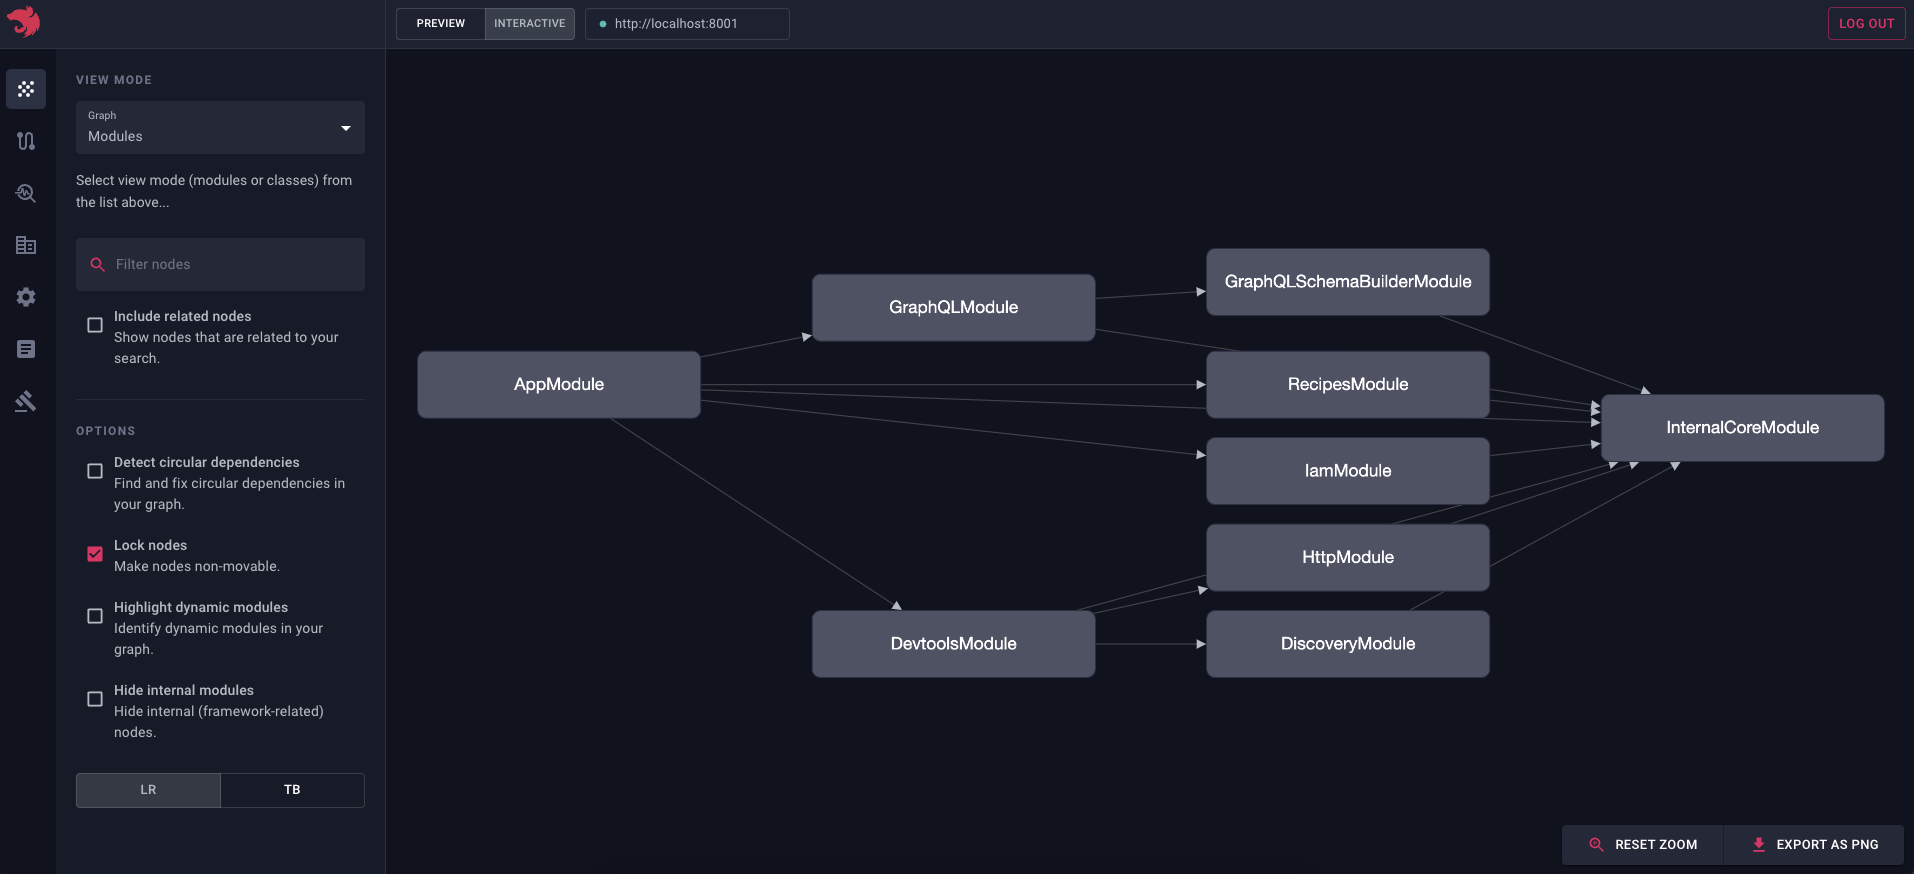 PREVIEW
INTERACTIVE
http://localhost:8001
LOG OUT
VIEW MODE
Graph
Modules
Select view mode (modules or classes) from
the list above...
Filter nodes
Include related nodes
Show nodes that are related to your
search.
OPTIONS
Detect circular dependencies
Find and fix circular dependencies in
your graph.
Lock nodes
Make nodes non-movable.
Highlight dynamic modules
Identify dynamic modules in your
graph.
Hide internal modules
Hide internal (framework-related)
nodes.
LR
TB
AppModule
GraphQLModule
DevtoolsModule
GraphQLSchemaBuilderModule
RecipesModule
IamModule
HttpModule
DiscoveryModule
InternalCoreModule
RESET ZOOM
EXPORT AS PNG